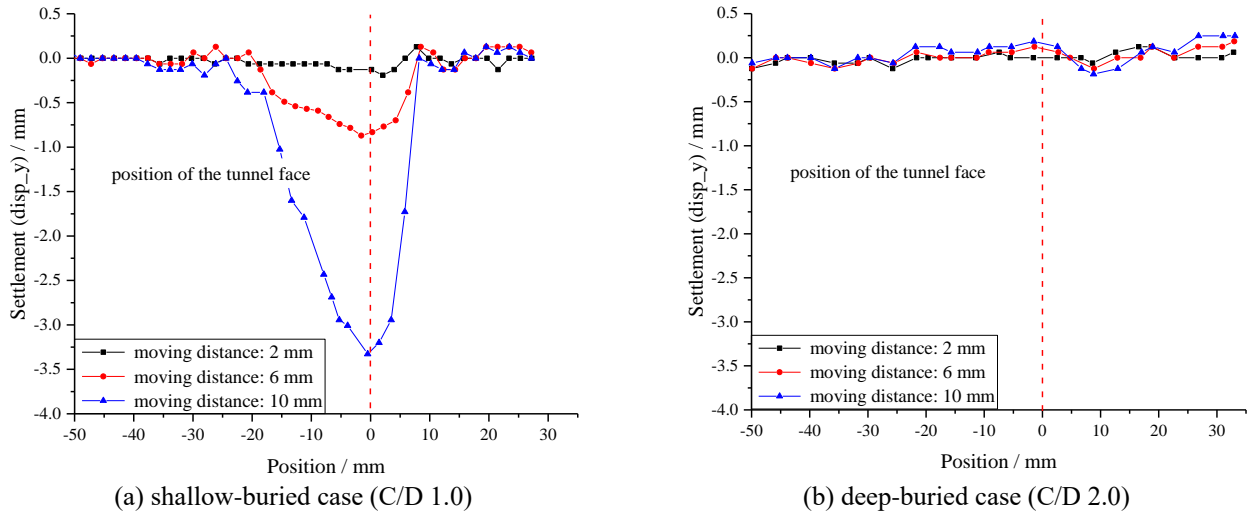 0.5
0.0
-0.5
-1.0
-1.5
-2.0
-2.5
-3.0
-3.5
-4.0
Settlement (disp_y) / mm
position of the tunnel face
moving distance: 2 mm
moving distance: 6 mm
moving distance: 10 mm
-50 -40 -30 -20 -10 0 10 20 30
Position / mm
(a) shallow-buried case (C/D 1.0)
0.5
0.0
-0.5
-1.0
-1.5
-2.0
-2.5
-3.0
-3.5
-4.0
Settlement (disp_y) / mm
position of the tunnel face
moving distance: 2 mm
moving distance: 6 mm
moving distance: 10 mm
-50 -40 -30 -20 -10 0 10 20 30
Position / mm
(b) deep-buried case (C/D 2.0)